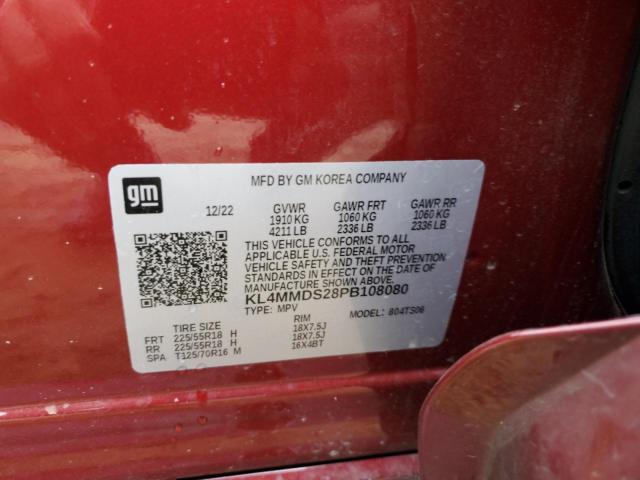 gm
MFD BY GM KOREA COMPANY
12/22 GVWR GAWR FRT GAWR RR
1910 KG 1060 KG 1060 KG
4211 LB 2336 LB 2336 LB
THIS VEHICLE CONFORMS TO ALL
APPLICABLE U.S. FEDERAL MOTOR
VEHICLE SAFETY AND THEFT PREVENTION
STANDARDS IN EFFECT ON THE DATE OF
MANUFACTURE SHOWN ABOVE.
KL4MMDS28PB108080
TYPE: MPV MODEL: 804TS06
TIRE SIZE RIM
FRT 225/55R18 H 18X7.5J
RR 225/55R18 H 18X7.5J
SPA T125/70R16 M 16X4BT